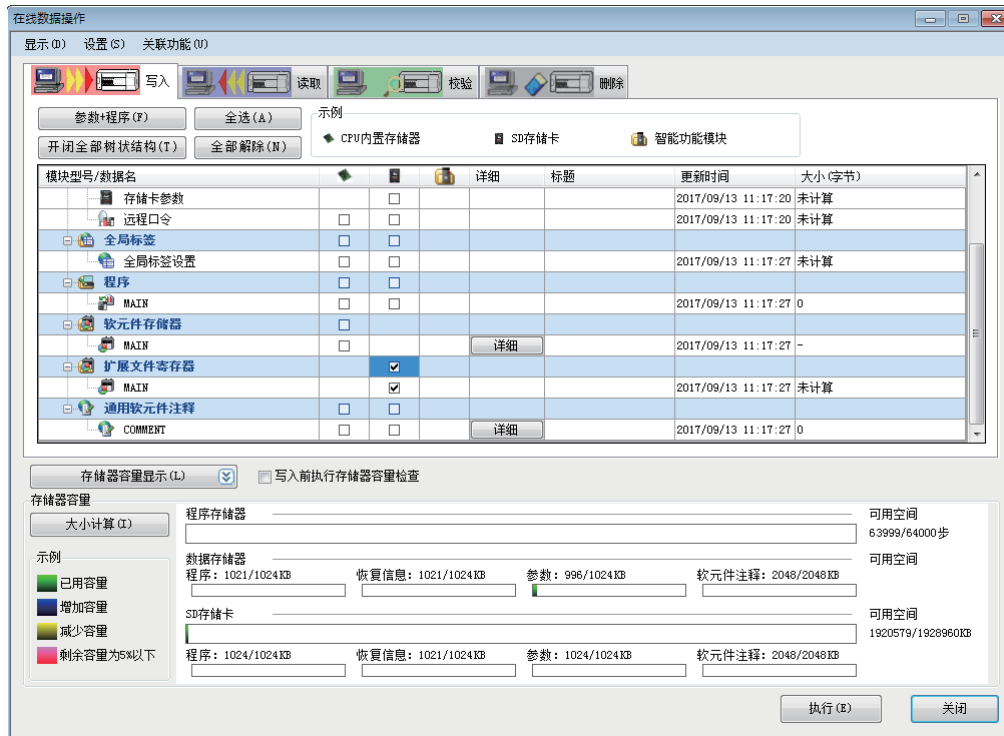 在线数据操作
显示(D) 设置(S) 关联功能(U)
写入 读取 校验 删除
参数+程序(F) 全选(A) 示例
开闭全部树状结构(T) 全部解除(N) CPU内置存储器 SD存储卡 智能功能模块
模块型号/数据名 详细 标题 更新时间 大小(字节)
存储卡参数 2017/09/13 11:17:20 未计算
远程口令 2017/09/13 11:17:20 未计算
全局标签
全局标签设置 2017/09/13 11:17:27 未计算
程序
MAIN 2017/09/13 11:17:27 0
软元件存储器
MAIN 详细 2017/09/13 11:17:27 -
扩展文件寄存器
MAIN 2017/09/13 11:17:27 未计算
通用软元件注释
COMMENT 详细 2017/09/13 11:17:27 0
存储器容量显示(L) 写入前执行存储器容量检查
存储器容量
大小计算(I)
示例
已用容量
增加容量
减少容量
剩余容量为5%以下
程序存储器 可用空间
63999/64000步
数据存储器 可用空间
程序: 1021/1024KB 恢复信息: 1021/1024KB 参数: 996/1024KB 软元件注释: 2048/2048KB
SD存储卡 可用空间
1920579/1928960KB
程序: 1024/1024KB 恢复信息: 1021/1024KB 参数: 1024/1024KB 软元件注释: 2048/2048KB
执行(E) 关闭